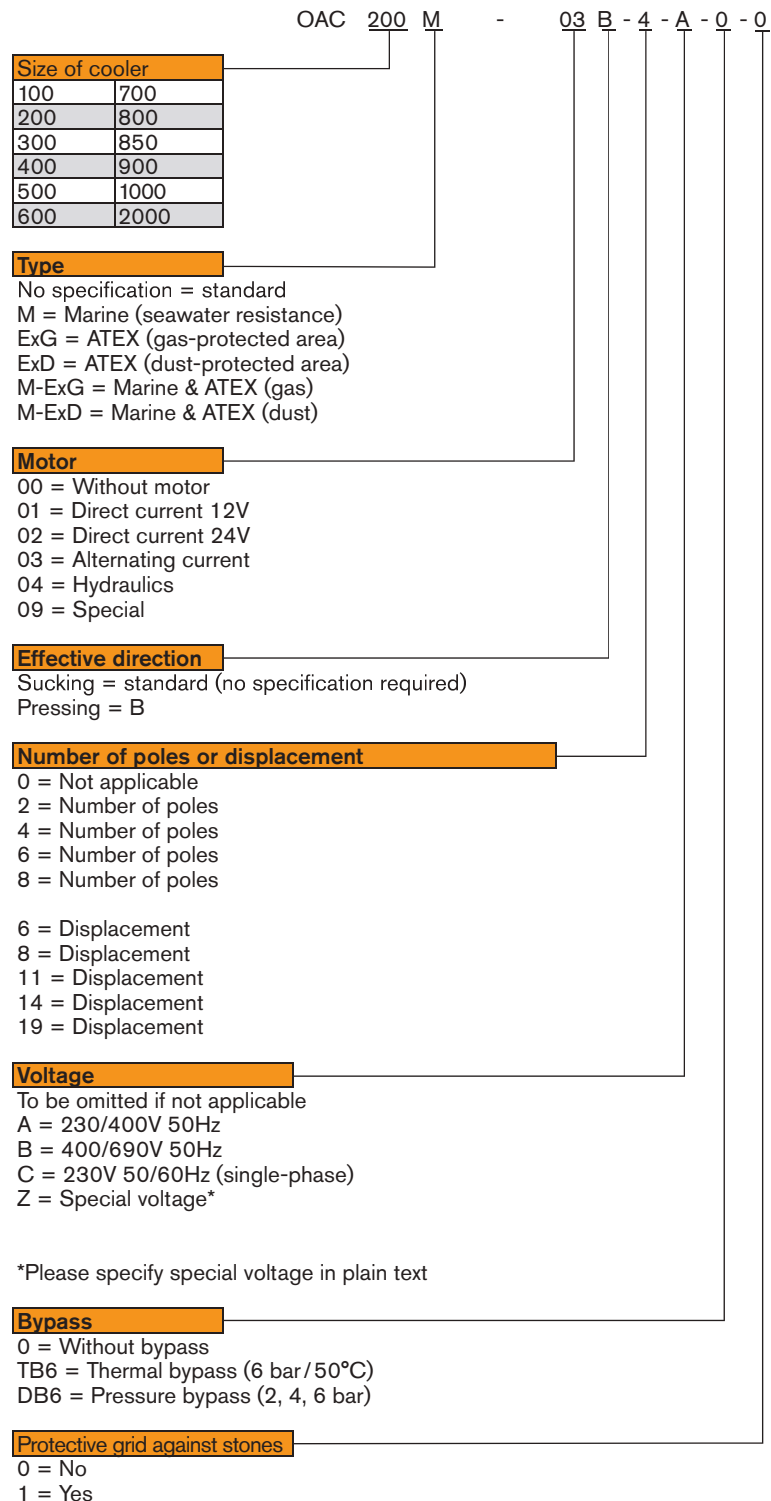 OAC 200 M - 03 B - 4 - A - 0 - 0
Size of cooler
100 700
200 800
300 850
400 900
500 1000
600 2000
Type
No specification = standard
M = Marine (seawater resistance)
ExG = ATEX (gas-protected area)
ExD = ATEX (dust-protected area)
M-ExG = Marine & ATEX (gas)
M-ExD = Marine & ATEX (dust)
Motor
00 = Without motor
01 = Direct current 12V
02 = Direct current 24V
03 = Alternating current
04 = Hydraulics
09 = Special
Effective direction
Sucking = standard (no specification required)
Pressing = B
Number of poles or displacement
0 = Not applicable
2 = Number of poles
4 = Number of poles
6 = Number of poles
8 = Number of poles
6 = Displacement
8 = Displacement
11 = Displacement
14 = Displacement
19 = Displacement
Voltage
To be omitted if not applicable
A = 230/400V 50Hz
B = 400/690V 50Hz
C = 230V 50/60Hz (single-phase)
Z = Special voltage*
*Please specify special voltage in plain text
Bypass
0 = Without bypass
TB6 = Thermal bypass (6 bar/50°C)
DB6 = Pressure bypass (2, 4, 6 bar)
Protective grid against stones
0 = No
1 = Yes